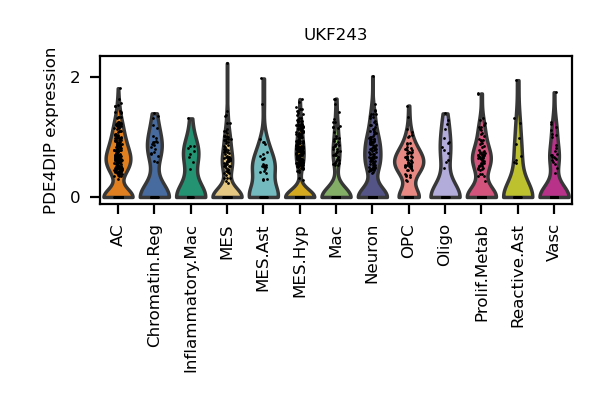 UKF243
PDE4DIP expression
2
0
AC
Chromatin.Reg
Inflammatory.Mac
MES
MES.Ast
MES.Hyp
Mac
Neuron
OPC
Oligo
Prolif.Metab
Reactive.Ast
Vasc